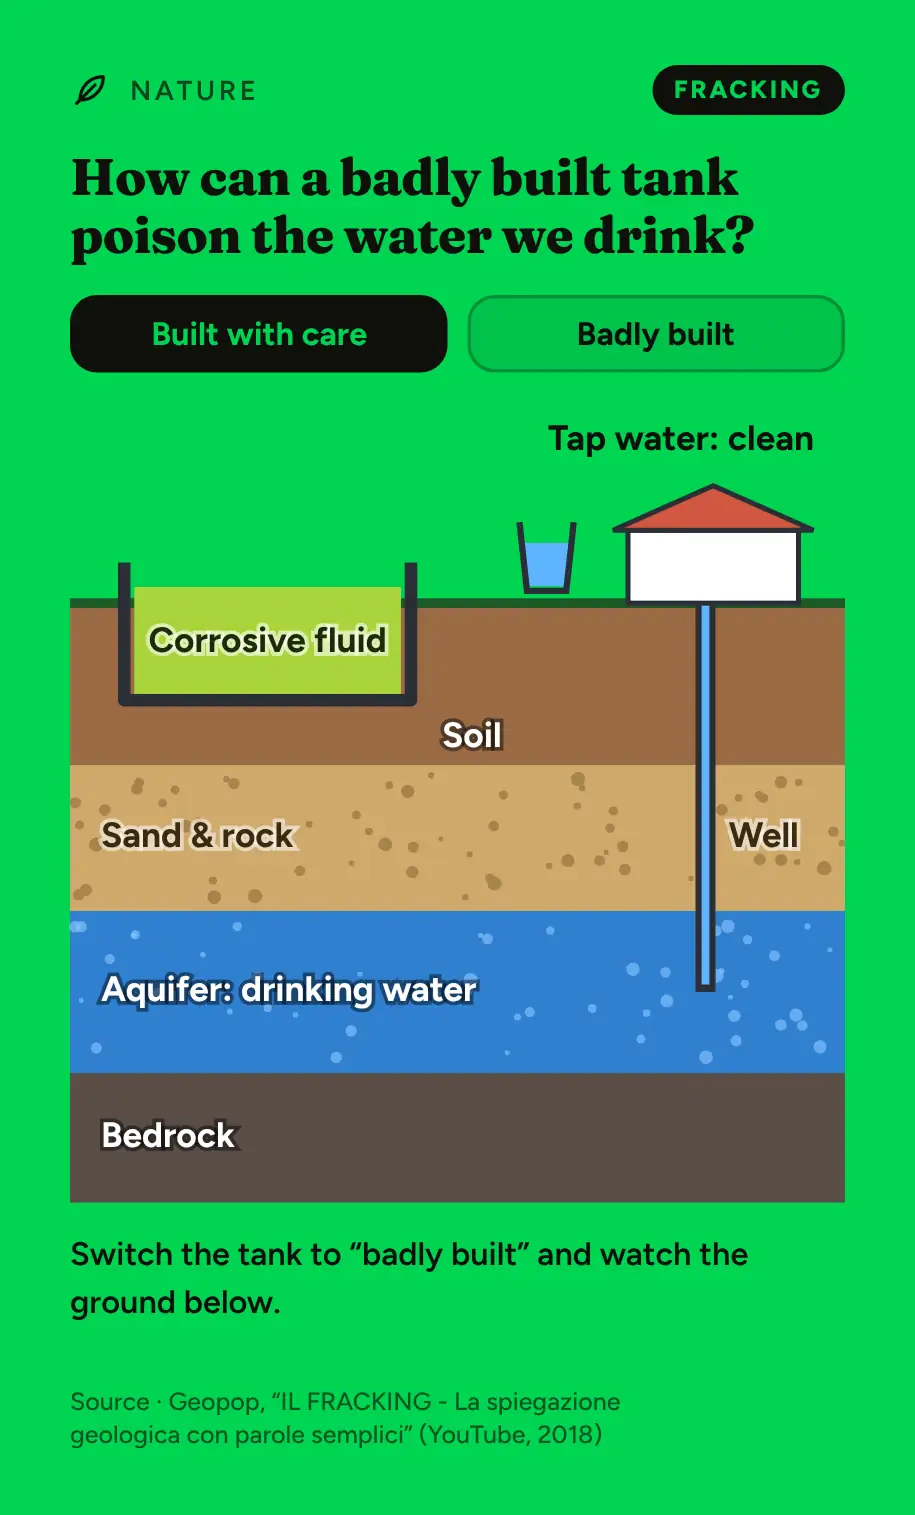 NATURE
FRACKING
How can a badly built tank
poison the water we drink?
Built with care
Badly built
Tap water: clean
Corrosive fluid
Soil
Sand & rock
Well
Aquifer: drinking water
Bedrock
Switch the tank to “badly built” and watch the
ground below.
Source · Geopop, “IL FRACKING - La spiegazione
geologica con parole semplici” (YouTube, 2018)